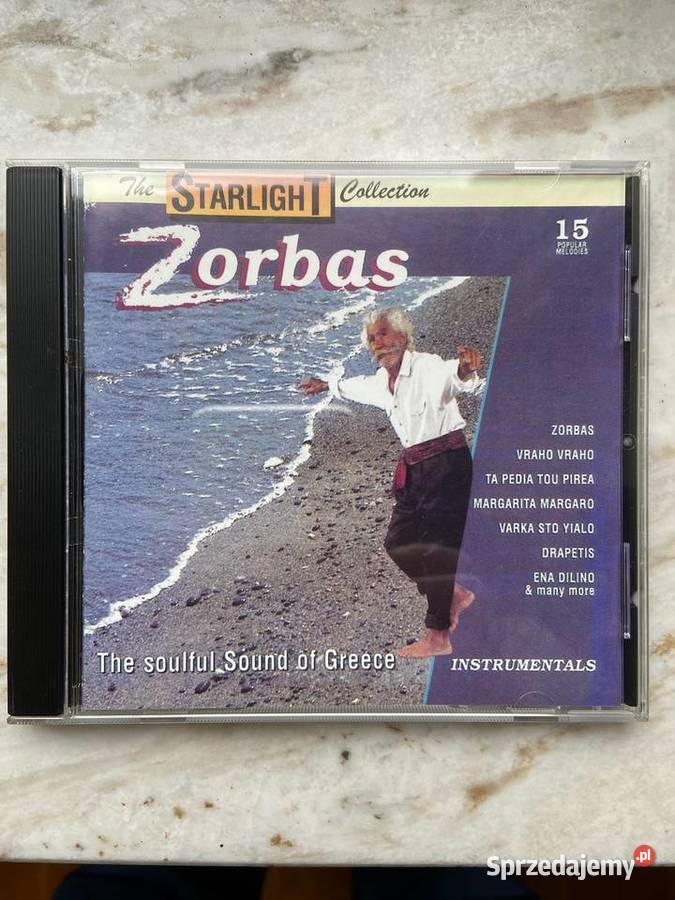 The STARLIGHT Collection
Zorbas
15
POPULAR
MELODIES
ZORBAS
VRAHO VRAHO
TA PEDIA TOU PIREA
MARGARITA MARGARO
VARKA STO YIALO
DRAPETIS
ENA DILINO
& many more
The soulful Sound of Greece
INSTRUMENTALS
Sprzedajemy.pl